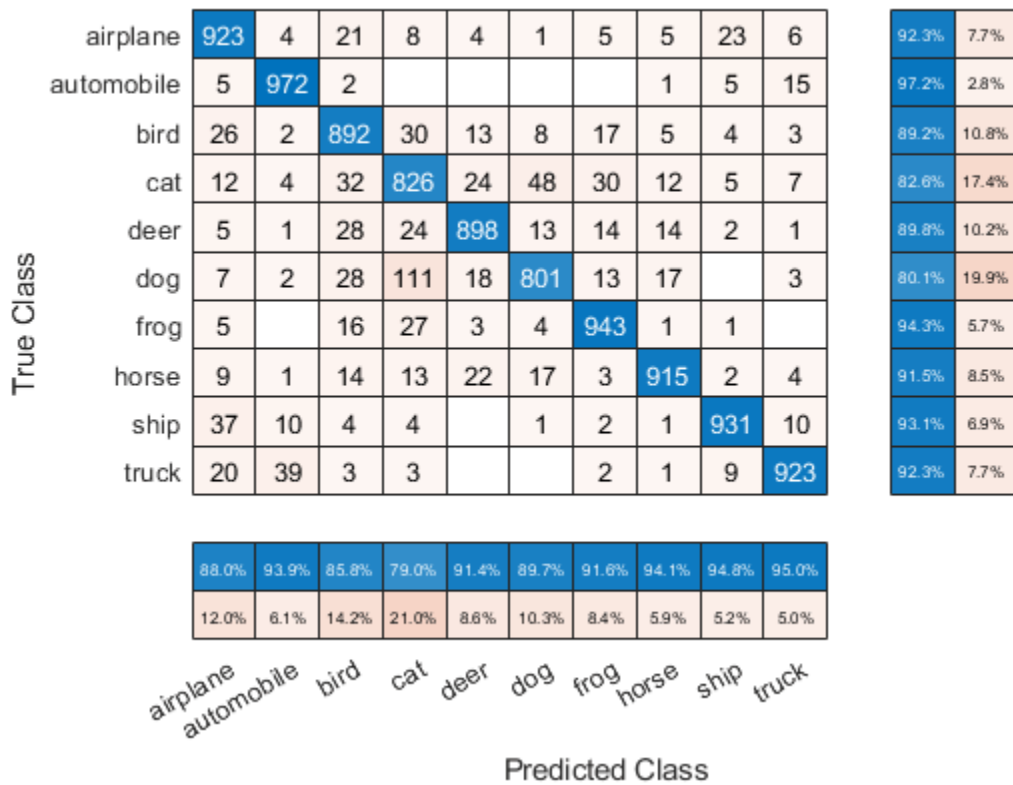 airplane 923 4 21 8 4 1 5 5 23 6 92.3% 7.7%
automobile 5 972 2 1 5 15 97.2% 2.8%
bird 26 2 892 30 13 8 17 5 4 3 89.2% 10.8%
cat 12 4 32 826 24 48 30 12 5 7 82.6% 17.4%
deer 5 1 28 24 898 13 14 14 2 1 89.8% 10.2%
dog 7 2 28 111 18 801 13 17 3 80.1% 19.9%
frog 5 16 27 3 4 943 1 1 94.3% 5.7%
horse 9 1 14 13 22 17 3 915 2 4 91.5% 8.5%
ship 37 10 4 4 1 2 1 931 10 93.1% 6.9%
truck 20 39 3 3 2 1 9 923 92.3% 7.7%
True Class
88.0% 93.9% 85.8% 79.0% 91.4% 89.7% 91.6% 94.1% 94.8% 95.0%
12.0% 6.1% 14.2% 21.0% 8.6% 10.3% 8.4% 5.9% 5.2% 5.0%
airplane automobile bird cat deer dog frog horse ship truck
Predicted Class